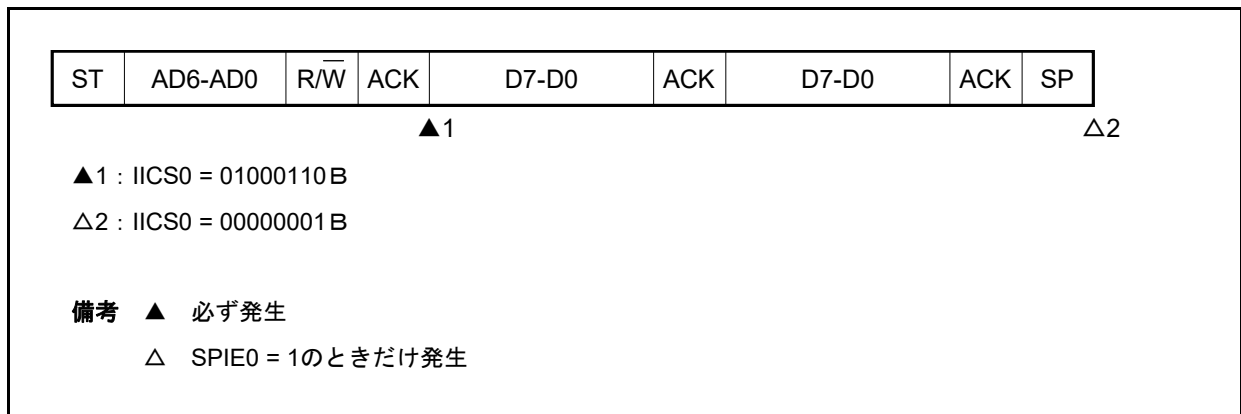 ST AD6-AD0 R/W̅ ACK D7-D0 ACK D7-D0 ACK SP
▲1 △2
▲1：IICS0 = 01000110B
△2：IICS0 = 00000001B
備考 ▲ 必ず発生
△ SPIE0 = 1のときだけ発生